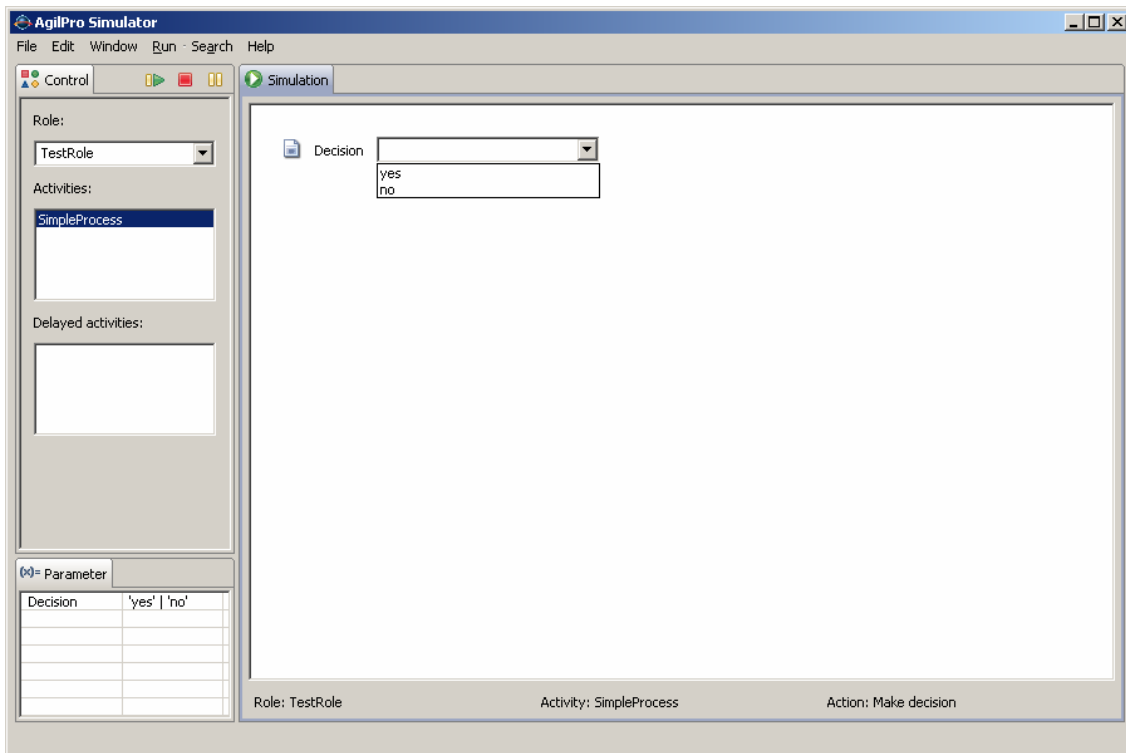 AgilPro Simulator
File Edit Window Run Search Help
Control
Role:
TestRole
Activities:
SimpleProcess
Delayed activities:
(x)= Parameter
Decision 'yes' | 'no'
Simulation
Decision
yes
no
Role: TestRole Activity: SimpleProcess Action: Make decision